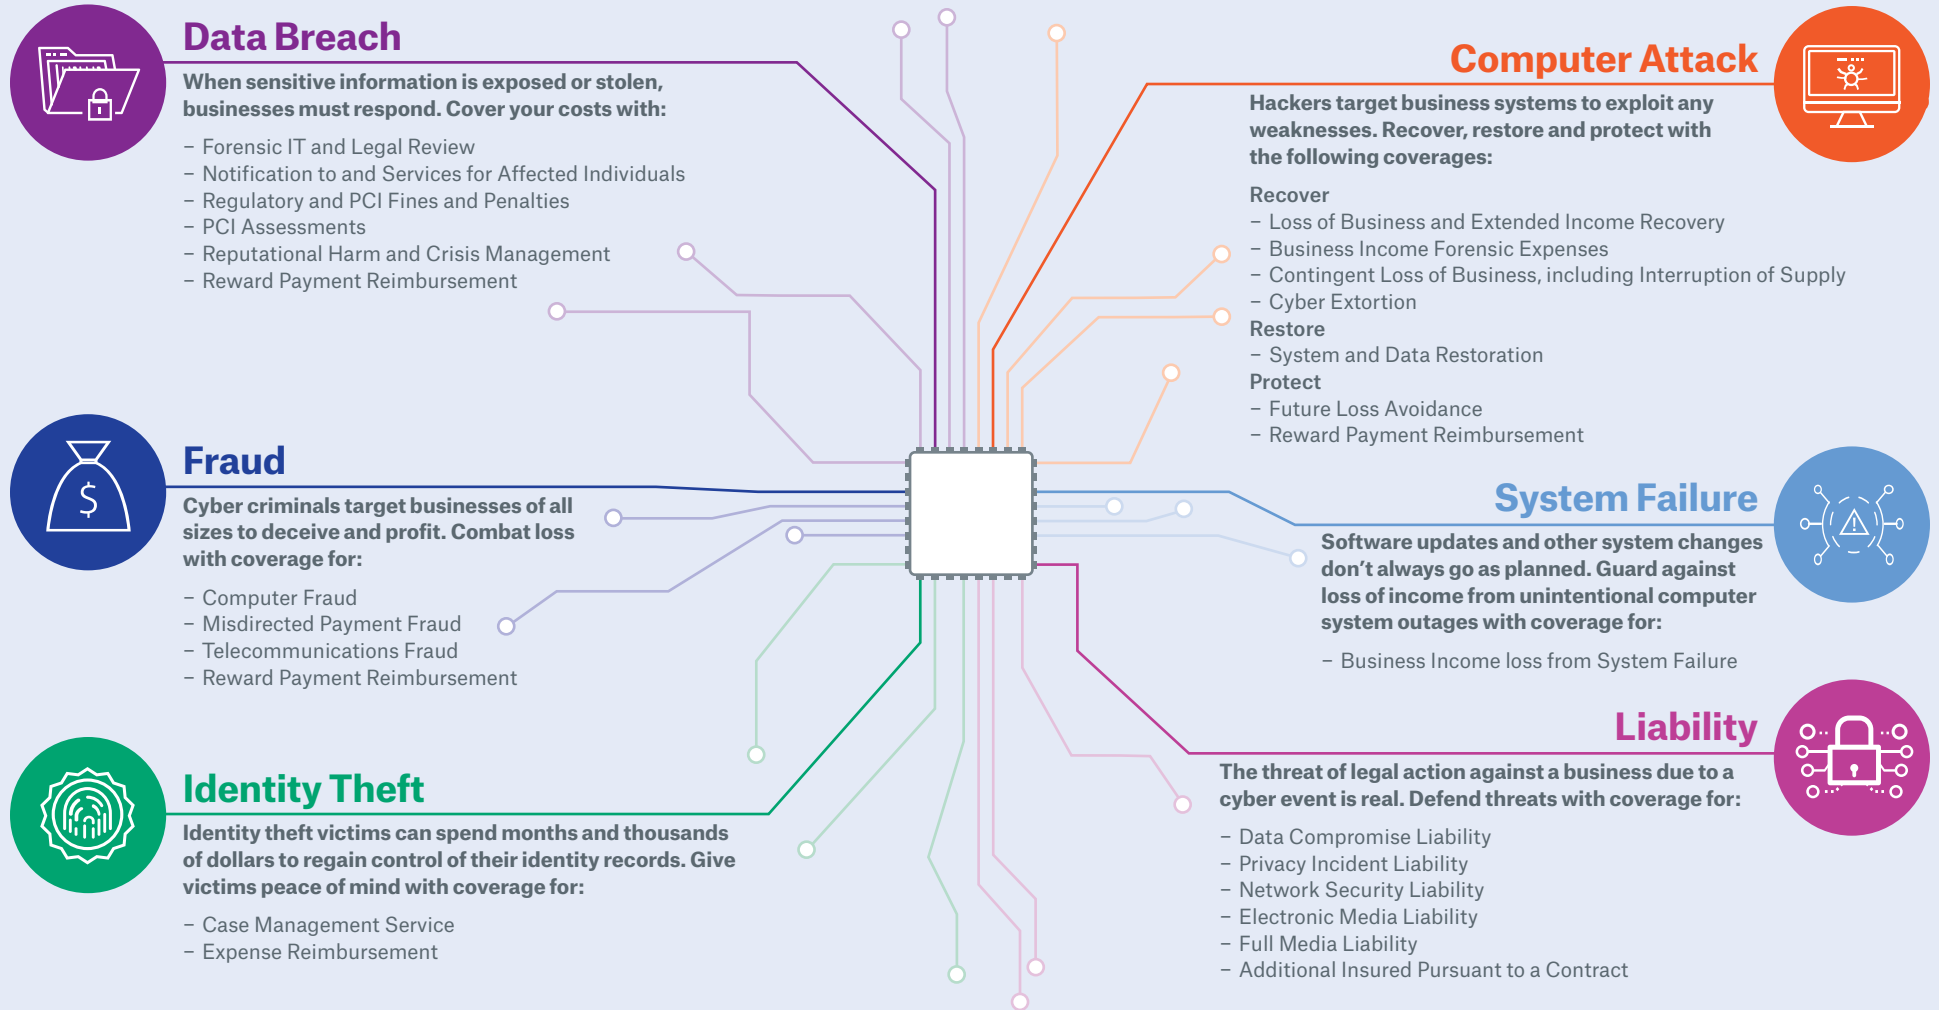 Data Breach
When sensitive information is exposed or stolen,
businesses must respond. Cover your costs with:
– Forensic IT and Legal Review
– Notification to and Services for Affected Individuals
– Regulatory and PCI Fines and Penalties
– PCI Assessments
– Reputational Harm and Crisis Management
– Reward Payment Reimbursement
Fraud
Cyber criminals target businesses of all
sizes to deceive and profit. Combat loss
with coverage for:
– Computer Fraud
– Misdirected Payment Fraud
– Telecommunications Fraud
– Reward Payment Reimbursement
$
Identity Theft
Identity theft victims can spend months and thousands
of dollars to regain control of their identity records. Give
victims peace of mind with coverage for:
– Case Management Service
– Expense Reimbursement
Computer Attack
Hackers target business systems to exploit any
weaknesses. Recover, restore and protect with
the following coverages:
Recover
– Loss of Business and Extended Income Recovery
– Business Income Forensic Expenses
– Contingent Loss of Business, including Interruption of Supply
– Cyber Extortion
Restore
– System and Data Restoration
Protect
– Future Loss Avoidance
– Reward Payment Reimbursement
System Failure
Software updates and other system changes
don’t always go as planned. Guard against
loss of income from unintentional computer
system outages with coverage for:
– Business Income loss from System Failure
Liability
The threat of legal action against a business due to a
cyber event is real. Defend threats with coverage for:
– Data Compromise Liability
– Privacy Incident Liability
– Network Security Liability
– Electronic Media Liability
– Full Media Liability
– Additional Insured Pursuant to a Contract